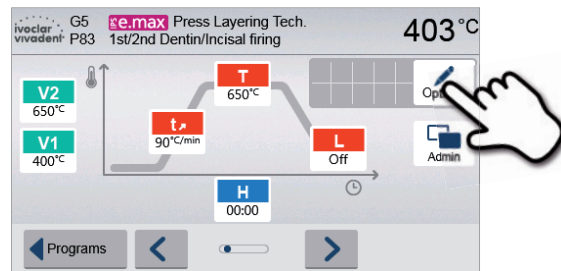 ivoclar vivadent G5 P83
e.max Press Layering Tech.
1st/2nd Dentin/Incisal firing
403°C
V2
650°C
V1
400°C
t↗
90°C/min
T
650°C
L
Off
H
00:00
Admin
Programs